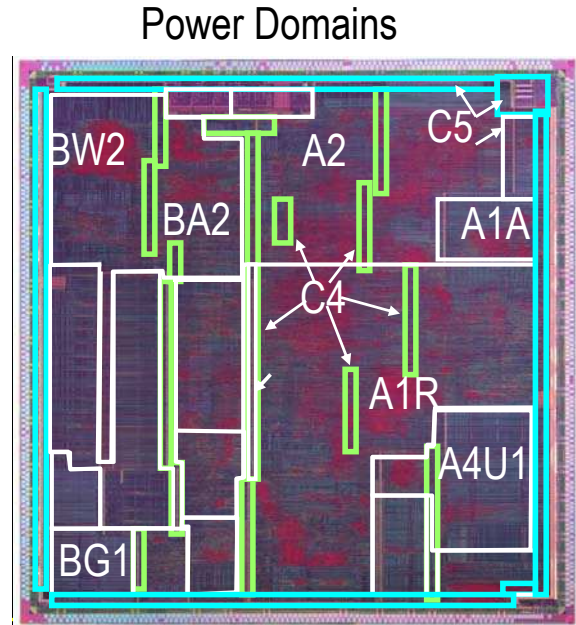 Power Domains
C5
BW2
A2
BA2
A1A
C4
A1R
A4U1
BG1